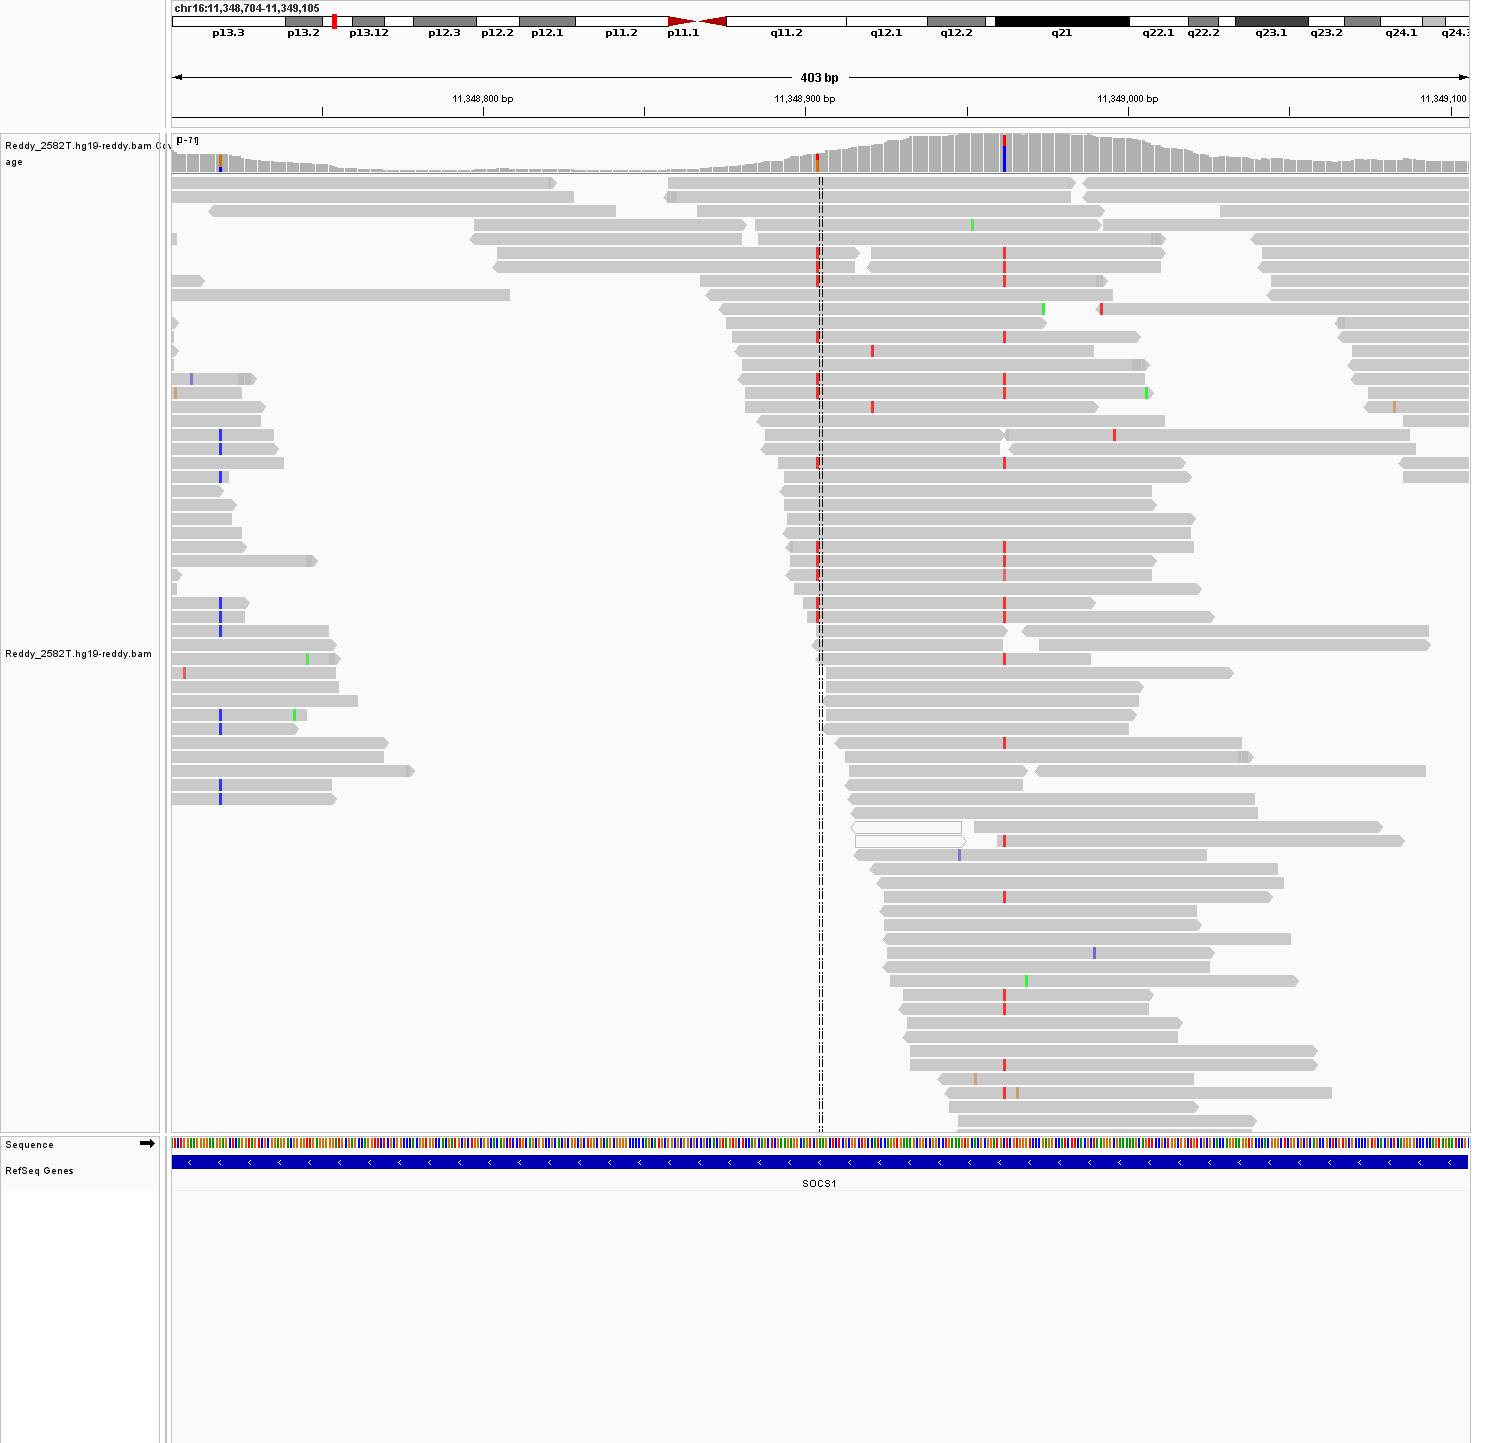 chr16:11,348,704-11,349,105
p13.3 p13.2 p13.12 p12.3 p12.2 p12.1 p11.2 p11.1 q11.2 q12.1 q12.2 q21 q22.1 q22.2 q23.1 q23.2 q24.1 q24.3
403 bp
11,348,800 bp 11,348,900 bp 11,349,000 bp 11,349,100
[0-71]
Reddy_2582T.hg19-reddy.bam Cov
age
Reddy_2582T.hg19-reddy.bam
Sequence
RefSeq Genes
SOCS1